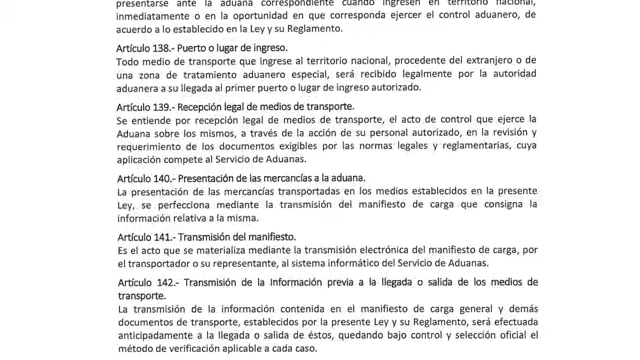 presentarse ante la aduana correspondiente cuando ingresen en territorio nacional,
inmediatamente o en la oportunidad en que corresponda ejercer el control aduanero, de
acuerdo a lo establecido en la Ley y su Reglamento.
Artículo 138.- Puerto o lugar de ingreso.
Todo medio de transporte que ingrese al territorio nacional, procedente del extranjero o de
una zona de tratamiento aduanero especial, será recibido legalmente por la autoridad
aduanera a su llegada al primer puerto o lugar de ingreso autorizado.
Artículo 139.- Recepción legal de medios de transporte.
Se entiende por recepción legal de medios de transporte, el acto de control que ejerce la
Aduana sobre los mismos, a través de la acción de su personal autorizado, en la revisión y
requerimiento de los documentos exigibles por las normas legales y reglamentarias, cuya
aplicación compete al Servicio de Aduanas.
Artículo 140.- Presentación de las mercancías a la aduana.
La presentación de las mercancías transportadas en los medios establecidos en la presente
Ley, se perfecciona mediante la transmisión del manifiesto de carga que consigna la
información relativa a la misma.
Artículo 141.- Transmisión del manifiesto.
Es el acto que se materializa mediante la transmisión electrónica del manifiesto de carga, por
el transportador o su representante, al sistema informático del Servicio de Aduanas.
Artículo 142.- Transmisión de la Información previa a la llegada o salida de los medios de
transporte.
La transmisión de la información contenida en el manifiesto de carga general y demás
documentos de transporte, establecidos por la presente Ley y su Reglamento, será efectuada
anticipadamente a la llegada o salida de éstos, quedando bajo control y selección oficial el
método de verificación aplicable a cada caso.